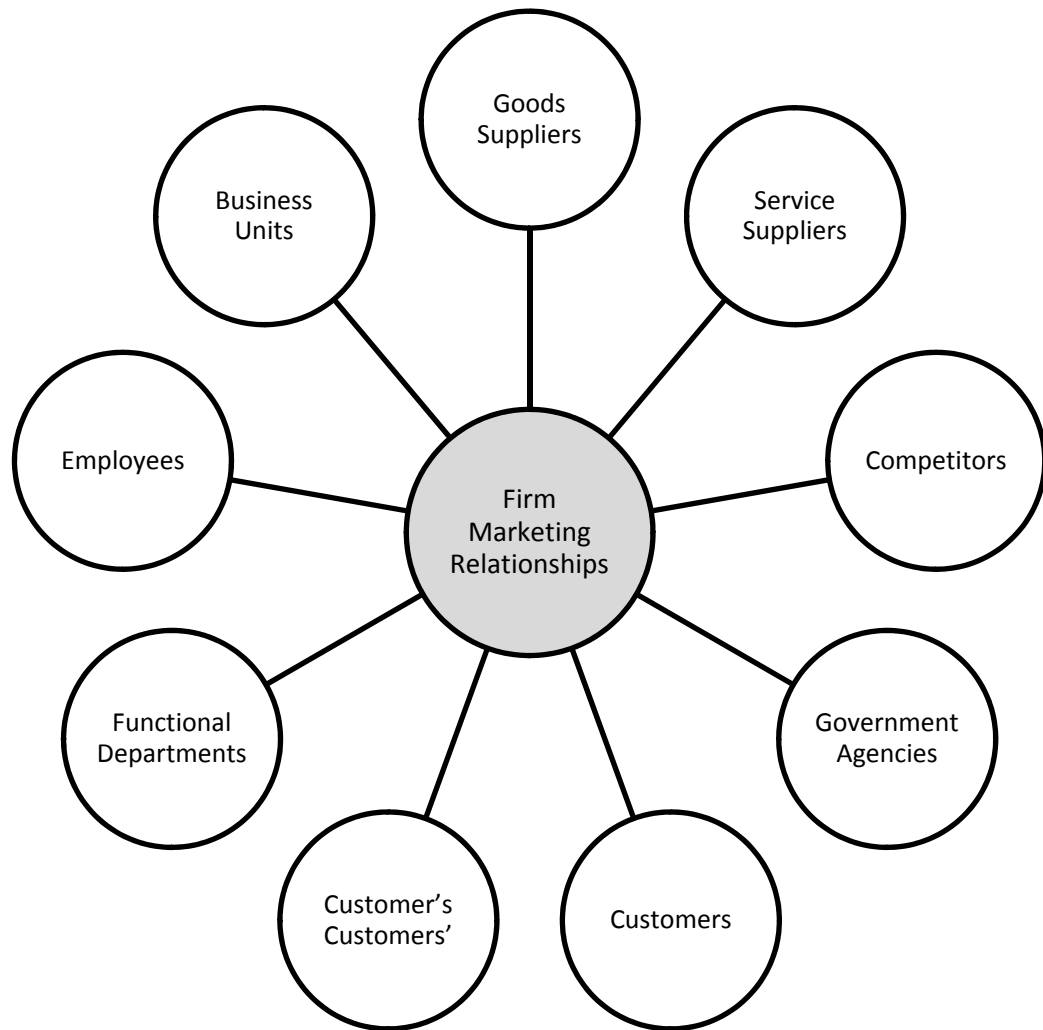 Goods
Suppliers
Business
Units
Service
Suppliers
Employees
Competitors
Firm
Marketing
Relationships
Functional
Departments
Government
Agencies
Customer’s
Customers’
Customers